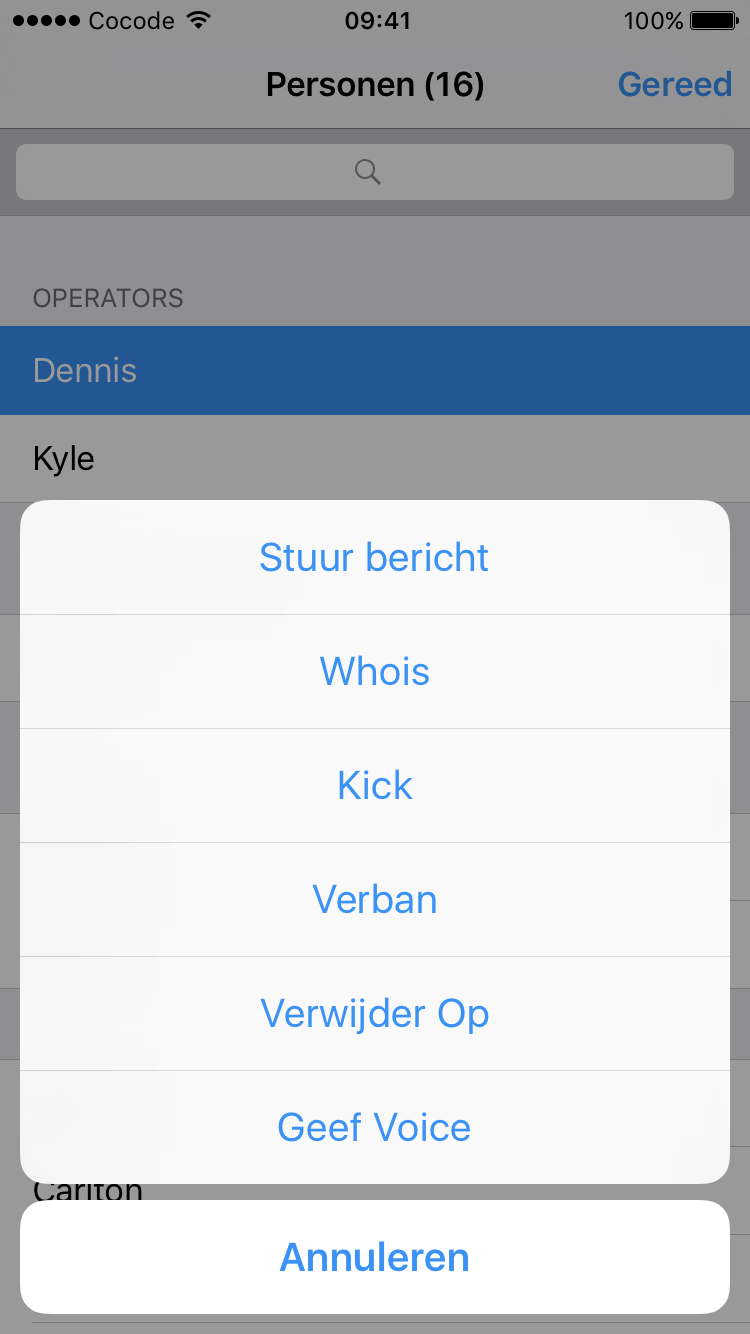 Cocode 09:41 100%
Personen (16) Gereed
OPERATORS
Dennis
Kyle
Stuur bericht
Whois
Kick
Verban
Verwijder Op
Geef Voice
Carlton
Annuleren